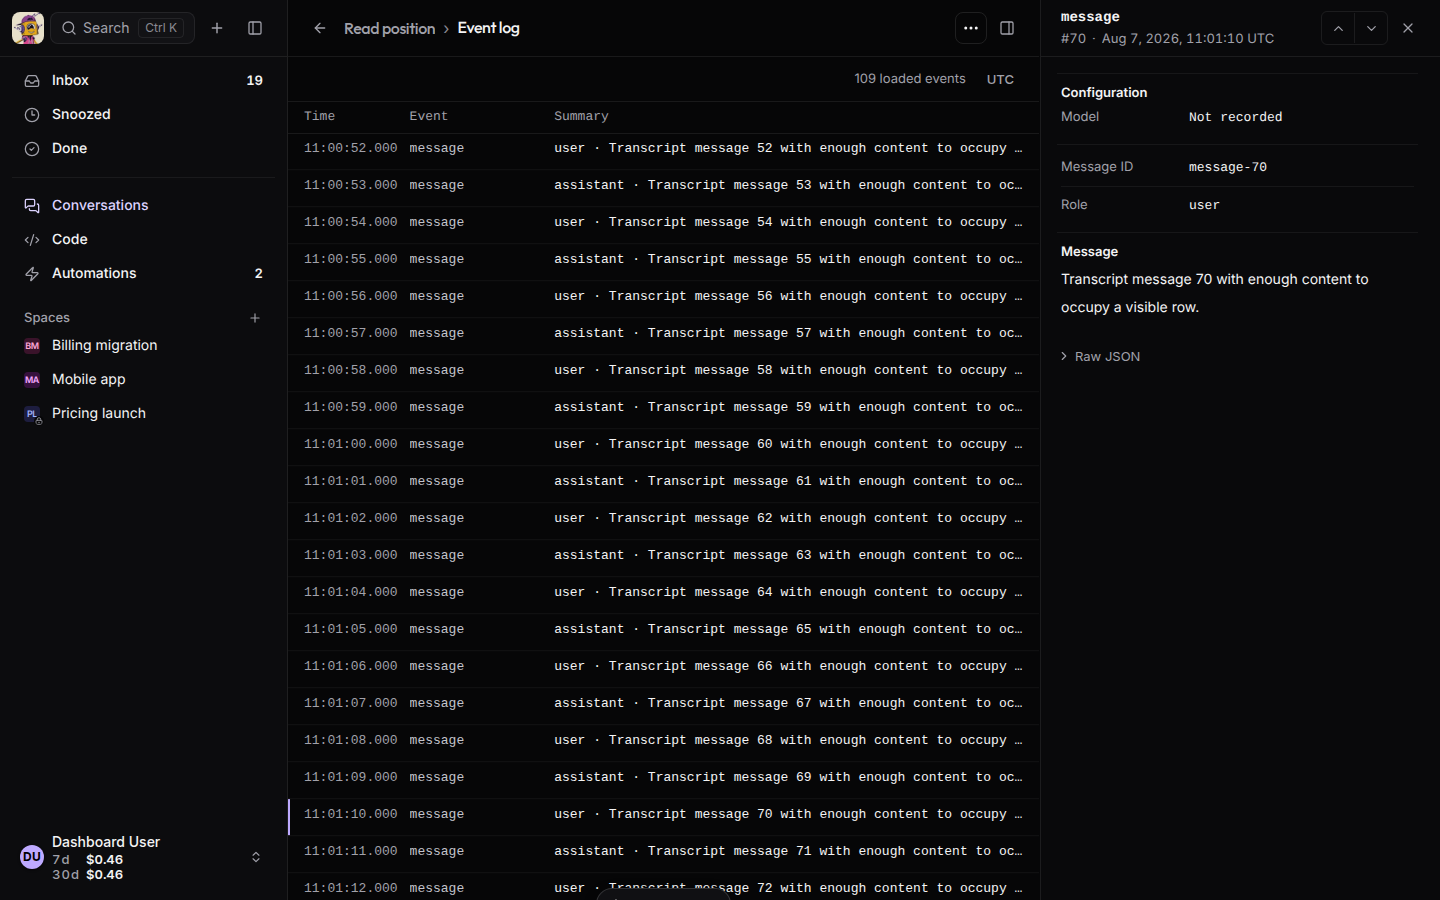 Search Ctrl K
Inbox 19
Snoozed
Done
Conversations
Code
Automations 2
Spaces
BM Billing migration
MA Mobile app
PL Pricing launch
DU Dashboard User
7d $0.46
30d $0.46
Read position › Event log
109 loaded events UTC
Time Event Summary
11:00:52.000 message user · Transcript message 52 with enough content to occupy …
11:00:53.000 message assistant · Transcript message 53 with enough content to oc…
11:00:54.000 message user · Transcript message 54 with enough content to occupy …
11:00:55.000 message assistant · Transcript message 55 with enough content to oc…
11:00:56.000 message user · Transcript message 56 with enough content to occupy …
11:00:57.000 message assistant · Transcript message 57 with enough content to oc…
11:00:58.000 message user · Transcript message 58 with enough content to occupy …
11:00:59.000 message assistant · Transcript message 59 with enough content to oc…
11:01:00.000 message user · Transcript message 60 with enough content to occupy …
11:01:01.000 message assistant · Transcript message 61 with enough content to oc…
11:01:02.000 message user · Transcript message 62 with enough content to occupy …
11:01:03.000 message assistant · Transcript message 63 with enough content to oc…
11:01:04.000 message user · Transcript message 64 with enough content to occupy …
11:01:05.000 message assistant · Transcript message 65 with enough content to oc…
11:01:06.000 message user · Transcript message 66 with enough content to occupy …
11:01:07.000 message assistant · Transcript message 67 with enough content to oc…
11:01:08.000 message user · Transcript message 68 with enough content to occupy …
11:01:09.000 message assistant · Transcript message 69 with enough content to oc…
11:01:10.000 message user · Transcript message 70 with enough content to occupy …
11:01:11.000 message assistant · Transcript message 71 with enough content to oc…
11:01:12.000 message user · Transcript message 72 with enough content to occupy …
message
#70 · Aug 7, 2026, 11:01:10 UTC
Configuration
Model Not recorded
Message ID message-70
Role user
Message
Transcript message 70 with enough content to
occupy a visible row.
Raw JSON